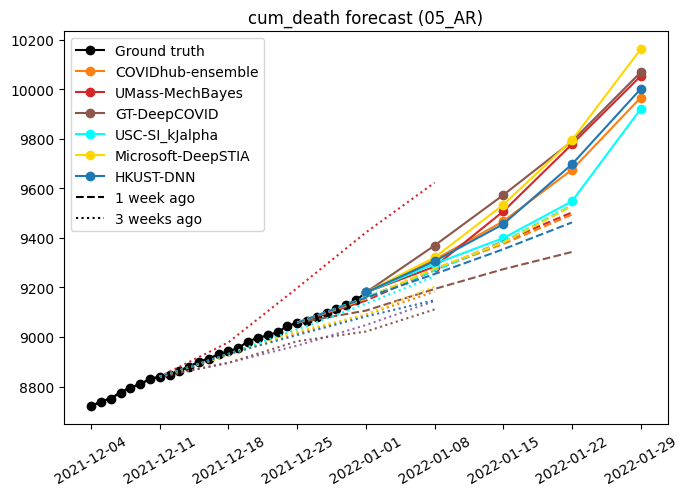 cum_death forecast (05_AR)
10200
10000
9800
9600
9400
9200
9000
8800
Ground truth
COVIDhub-ensemble
UMass-MechBayes
GT-DeepCOVID
USC-SI_kJalpha
Microsoft-DeepSTIA
HKUST-DNN
1 week ago
3 weeks ago
2021-12-04
2021-12-11
2021-12-18
2021-12-25
2022-01-01
2022-01-08
2022-01-15
2022-01-22
2022-01-29